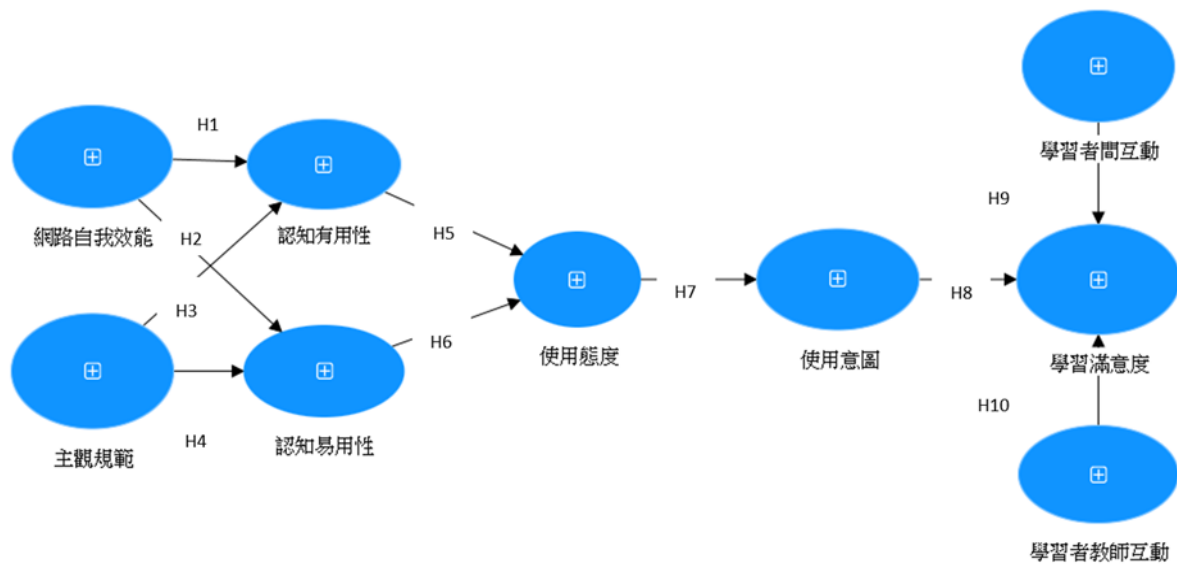 學習者間互動
H1
網路自我效能
認知有用性
H2
H5
H9
H3
H6
H7
H8
使用態度
使用意圖
學習滿意度
H4
認知易用性
H10
主觀規範
學習者教師互動